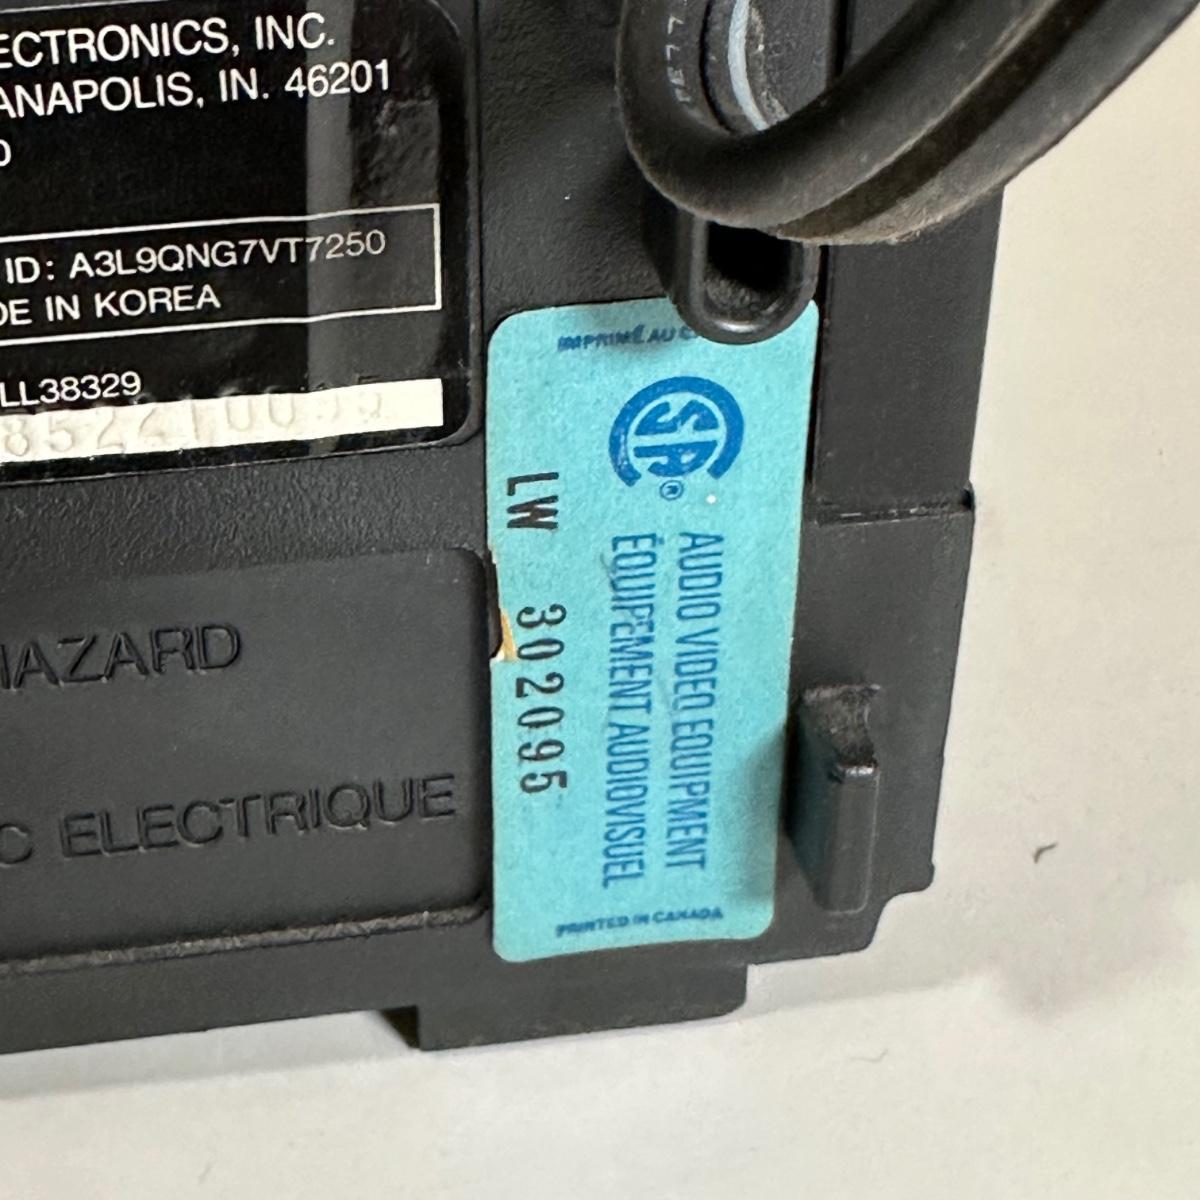 ECTRONICS, INC.
ANAPOLIS, IN. 46201
ID: A3L9QNG7VT7250
DE IN KOREA
LL38329
HAZARD
C ELECTRIQUE
IMPRIMÉ AU C
SP®
AUDIO VIDEO EQUIPMENT
ÉQUIPEMENT AUDIOVISUEL
LW 302095
PRINTED IN CANADA